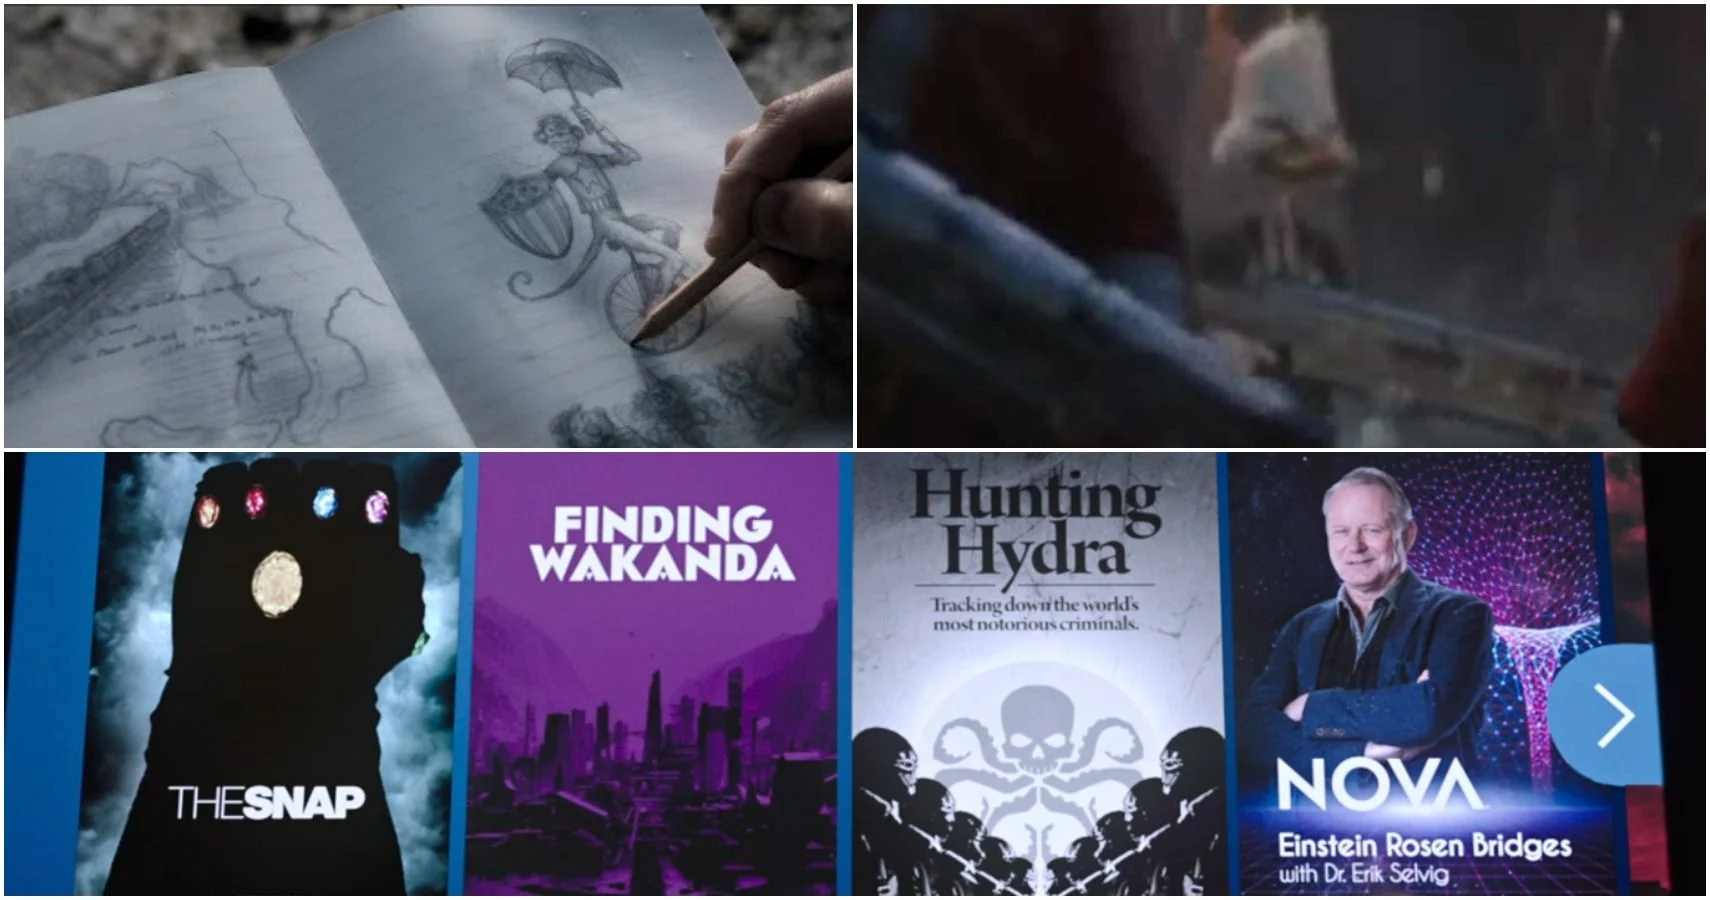 THESNAP
FINDING
WAKANDA
Hunting
Hydra
Tracking down the world's
most notorious criminals.
NOVA
Einstein Rosen Bridges
with Dr. Erik Selvig